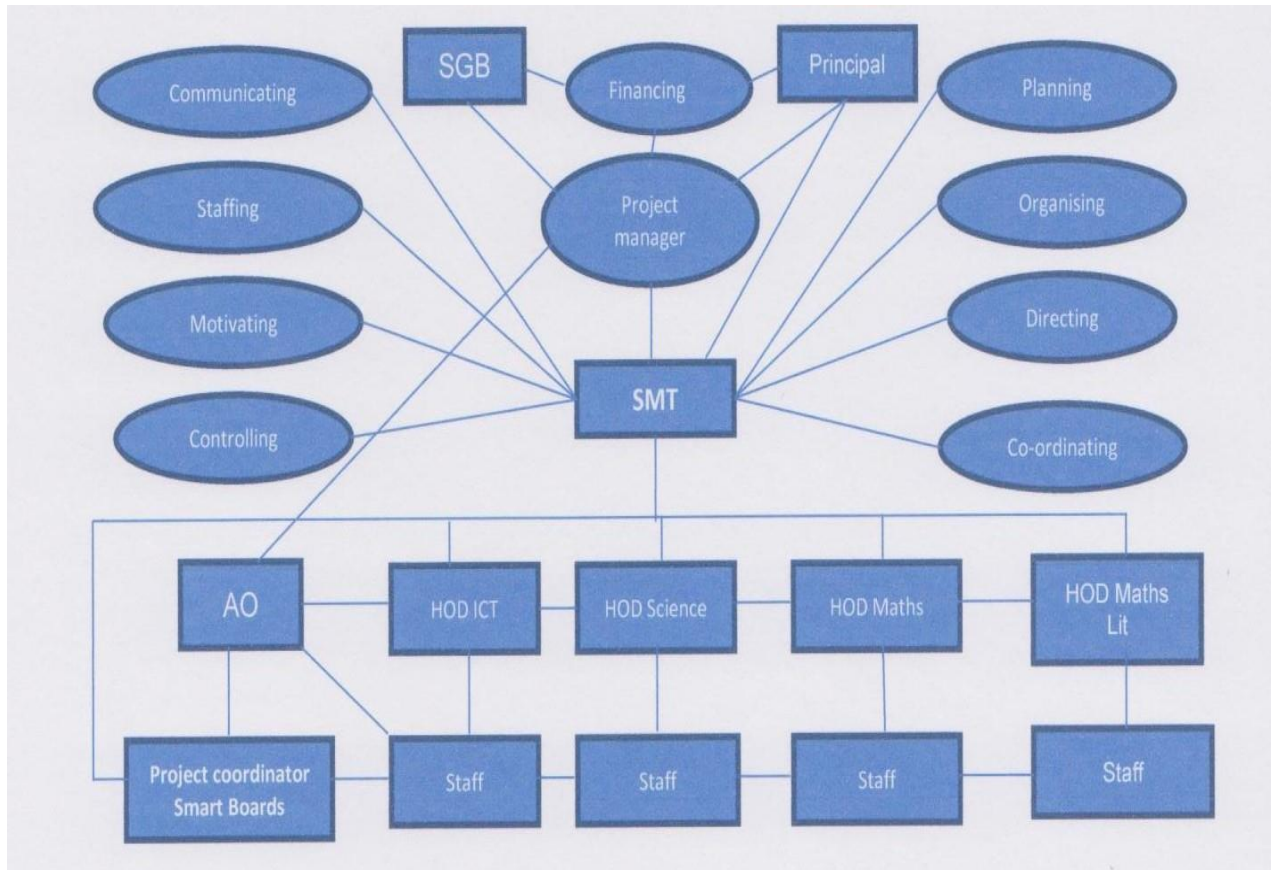 SGB
Financing
Principal
Communicating
Planning
Staffing
Project
manager
Organising
Motivating
Directing
SMT
Controlling
Co-ordinating
AO
HOD ICT
HOD Science
HOD Maths
HOD Maths
Lit
Project coordinator
Smart Boards
Staff
Staff
Staff
Staff